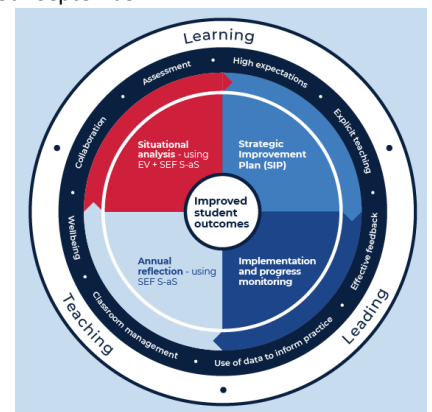 Learning
Assessment
High expectations
Collaboration
Explicit teaching
Situational
analysis - using
EV + SEF S-aS
Strategic
Improvement
Plan (SIP)
Improved
student
outcomes
Wellbeing
Effective feedback
Annual
reflection - using
SEF S-aS
Implementation
and progress
monitoring
Classroom management
Use of data to inform practice
Teaching
Leading